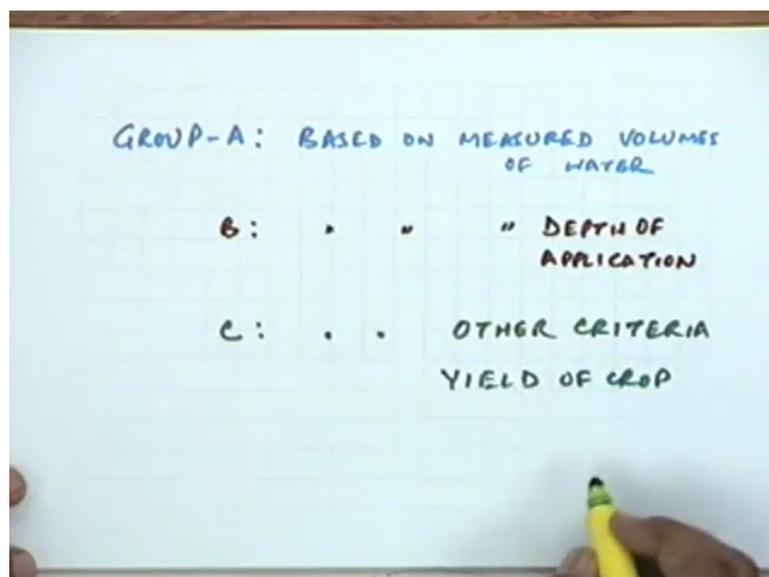 GROUP-A: BASED ON MEASURED VOLUMES
OF WATER
B: " " " DEPTH OF
APPLICATION
C: " " OTHER CRITERIA
YIELD OF CROP